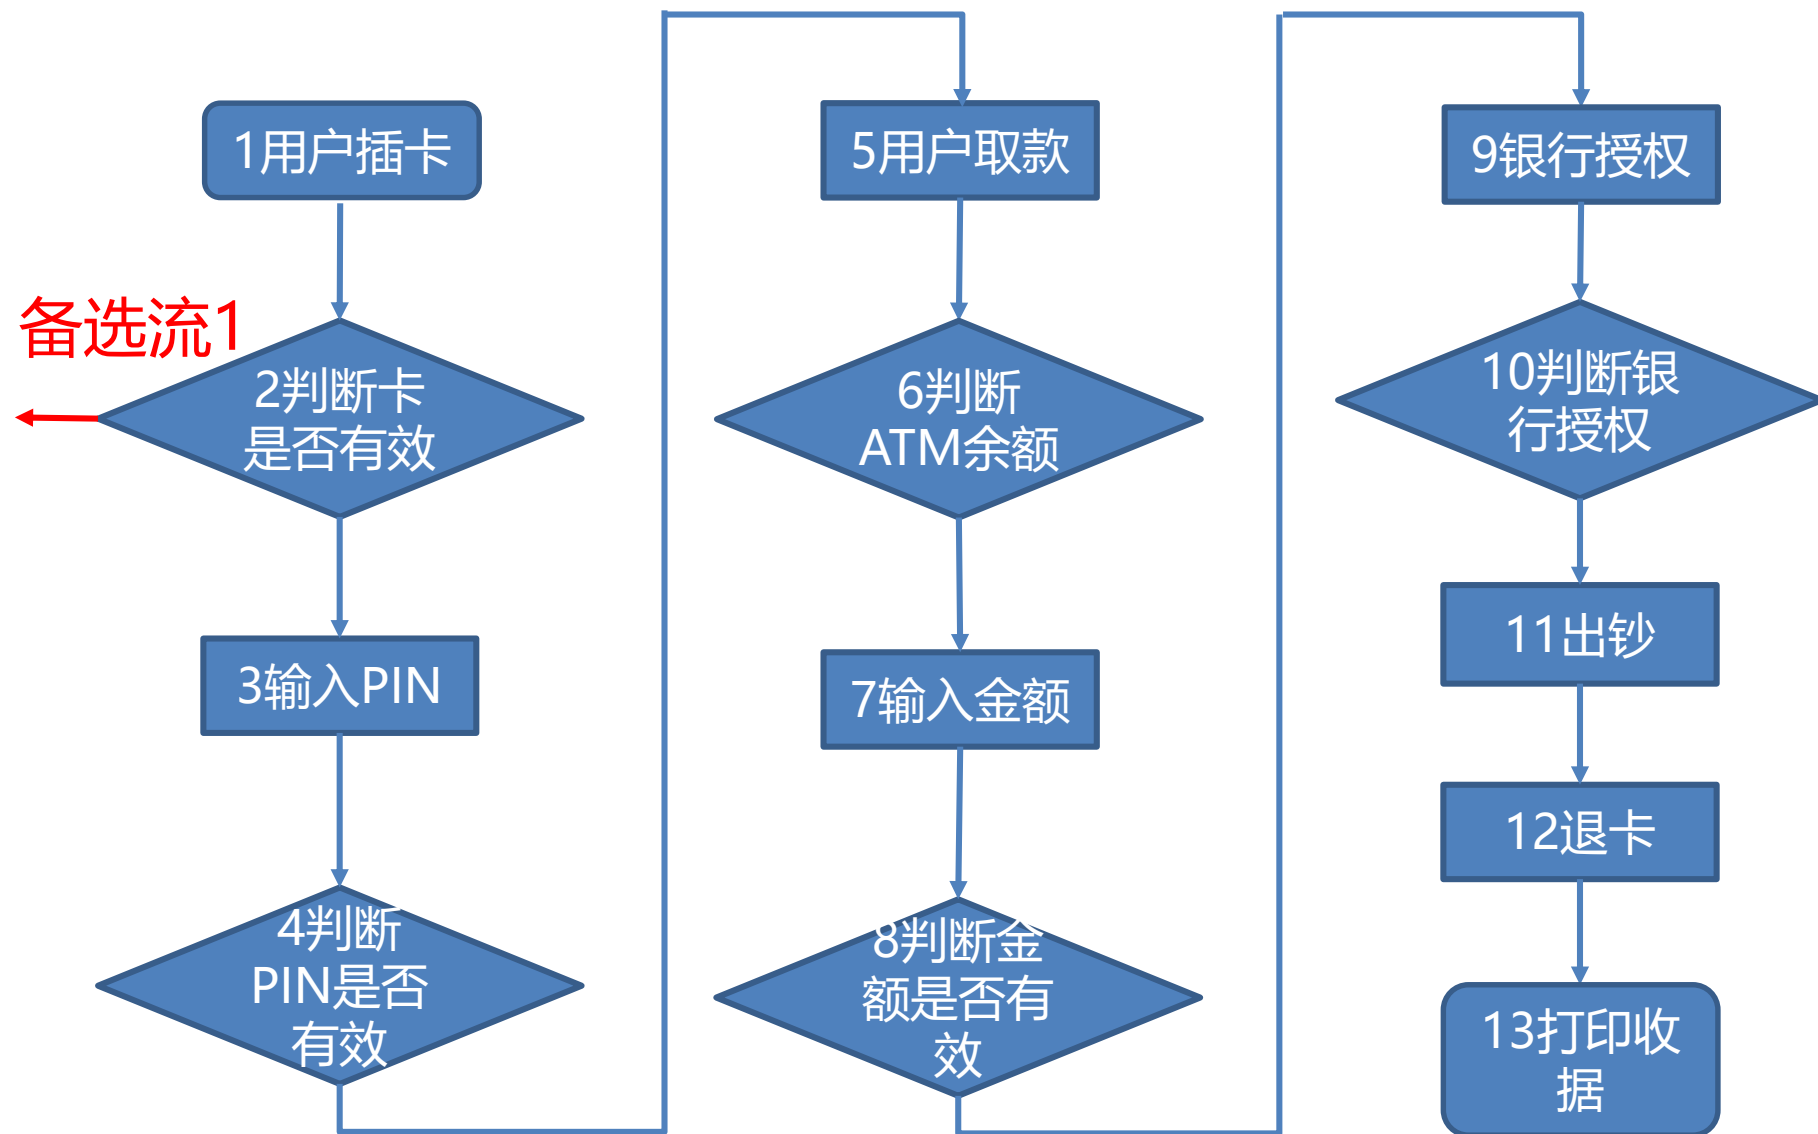 1用户插卡
备选流1
2判断卡
是否有效
3输入PIN
4判断
PIN是否
有效
5用户取款
6判断
ATM余额
7输入金额
8判断金
额是否有
效
9银行授权
10判断银
行授权
11出钞
12退卡
13打印收
据